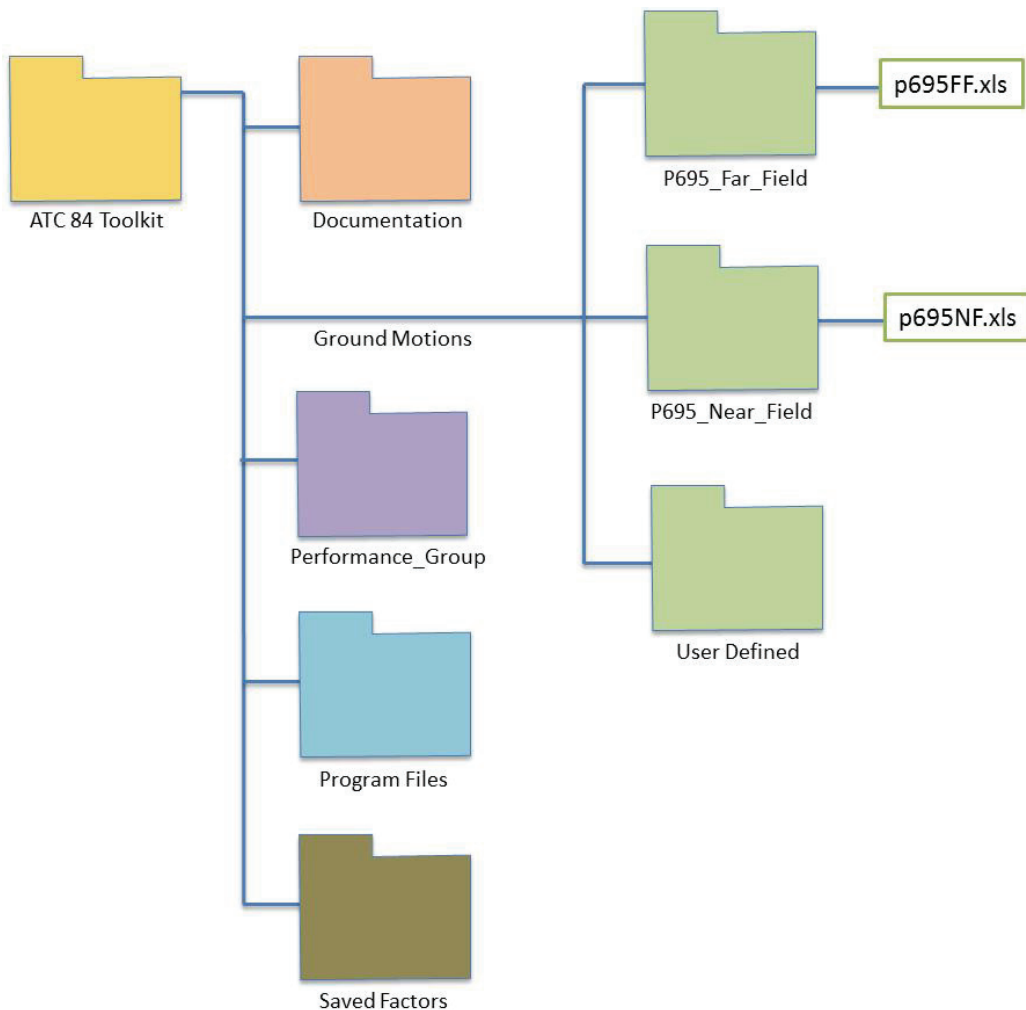 ATC 84 Toolkit
Documentation
P695_Far_Field
p695FF.xls
Ground Motions
P695_Near_Field
p695NF.xls
Performance_Group
User Defined
Program Files
Saved Factors